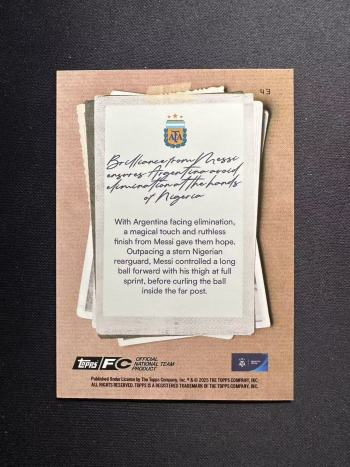 43
AFA
Brilliance from Messi
ensures Argentina avoid
elimination at the hands
of Nigeria
With Argentina facing elimination,
a magical touch and ruthless
finish from Messi gave them hope.
Outpacing a stern Nigerian
rearguard, Messi controlled a long
ball forward with his thigh at full
sprint, before curling the ball
inside the far post.
Topps FC OFFICIAL
NATIONAL TEAM
PRODUCT
Published Under License by The Topps Company, Inc. ® & © 2025 THE TOPPS COMPANY, INC.
ALL RIGHTS RESERVED. TOPPS IS A REGISTERED TRADEMARK OF THE TOPPS COMPANY, INC.